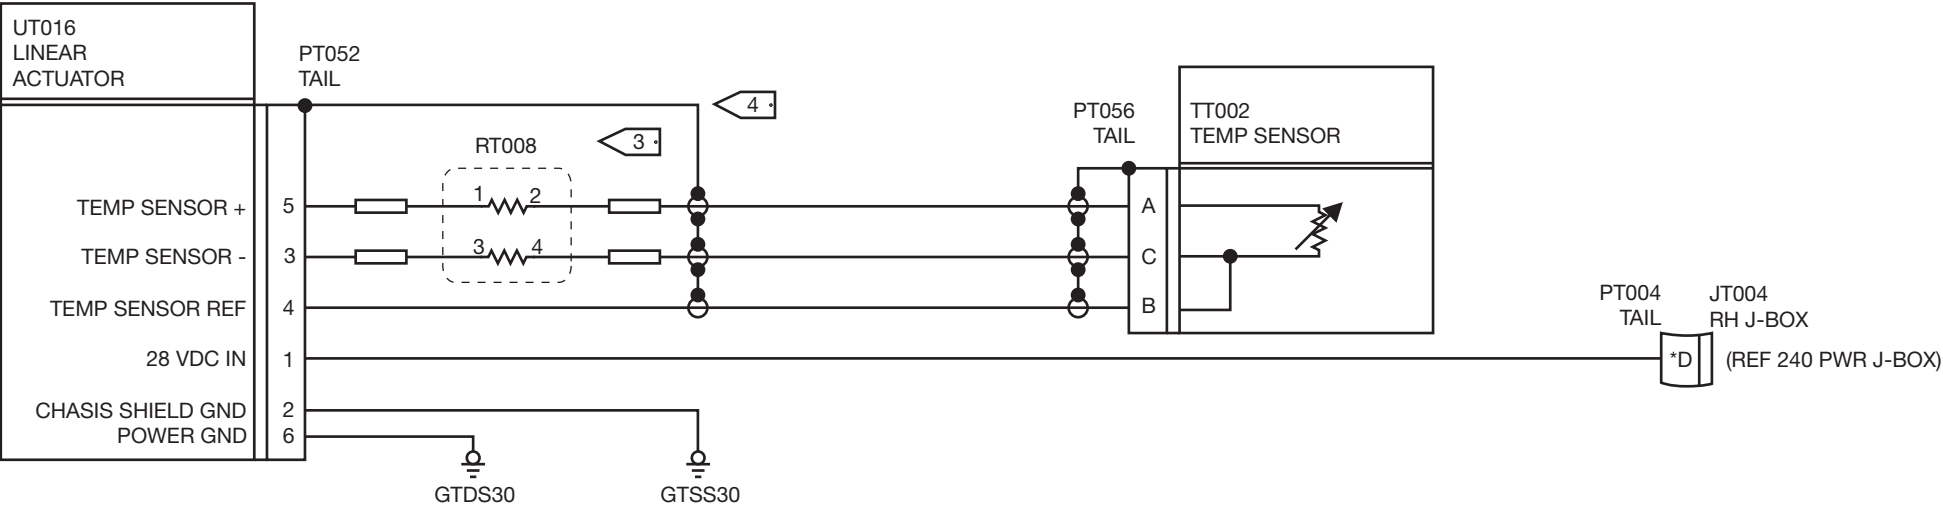 UT016
LINEAR
ACTUATOR
PT052
TAIL
4
3
RT008
PT056
TAIL
TT002
TEMP SENSOR
TEMP SENSOR +
5
1
2
A
TEMP SENSOR -
3
3
4
C
TEMP SENSOR REF
4
B
PT004
TAIL
JT004
RH J-BOX
28 VDC IN
1
*D
(REF 240 PWR J-BOX)
CHASIS SHIELD GND
2
POWER GND
6
GTDS30
GTSS30